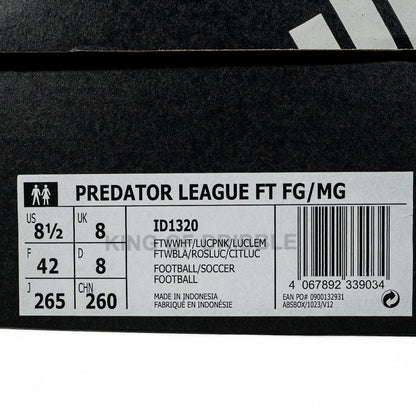 PREDATOR LEAGUE FT FG/MG
US 8½ UK 8
F 42 D 8
J 265 CHN 260
ID1320
KING OF DRIBBLE
FTWWHT/LUCPNK/LUCLEM
FTWBLA/ROSLUC/CITLUC
FOOTBALL/SOCCER
FOOTBALL
MADE IN INDONESIA
FABRIQUÉ EN INDONÉSIE
4 067892 339034
EAN PO# 0900132931
ABSBOX/1023/V12